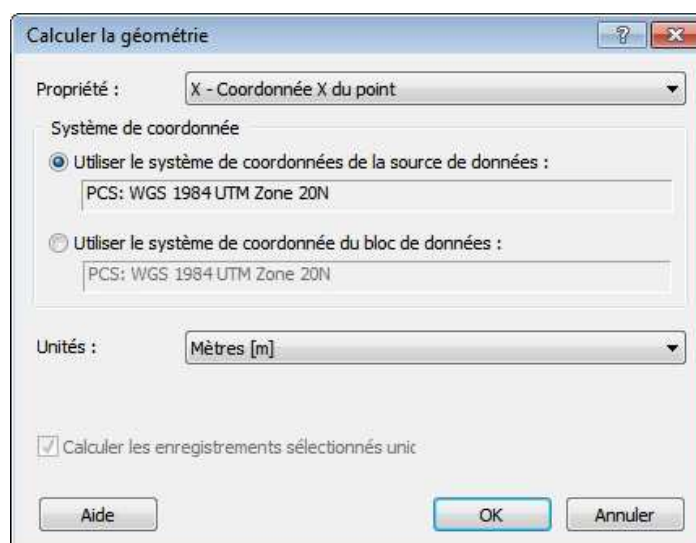 Calculer la géométrie
Propriété :
X - Coordonnée X du point
Système de coordonnée
Utiliser le système de coordonnées de la source de données :
PCS: WGS 1984 UTM Zone 20N
Utiliser le système de coordonnée du bloc de données :
PCS: WGS 1984 UTM Zone 20N
Unités :
Mètres [m]
Calculer les enregistrements sélectionnés unic
Aide
OK
Annuler